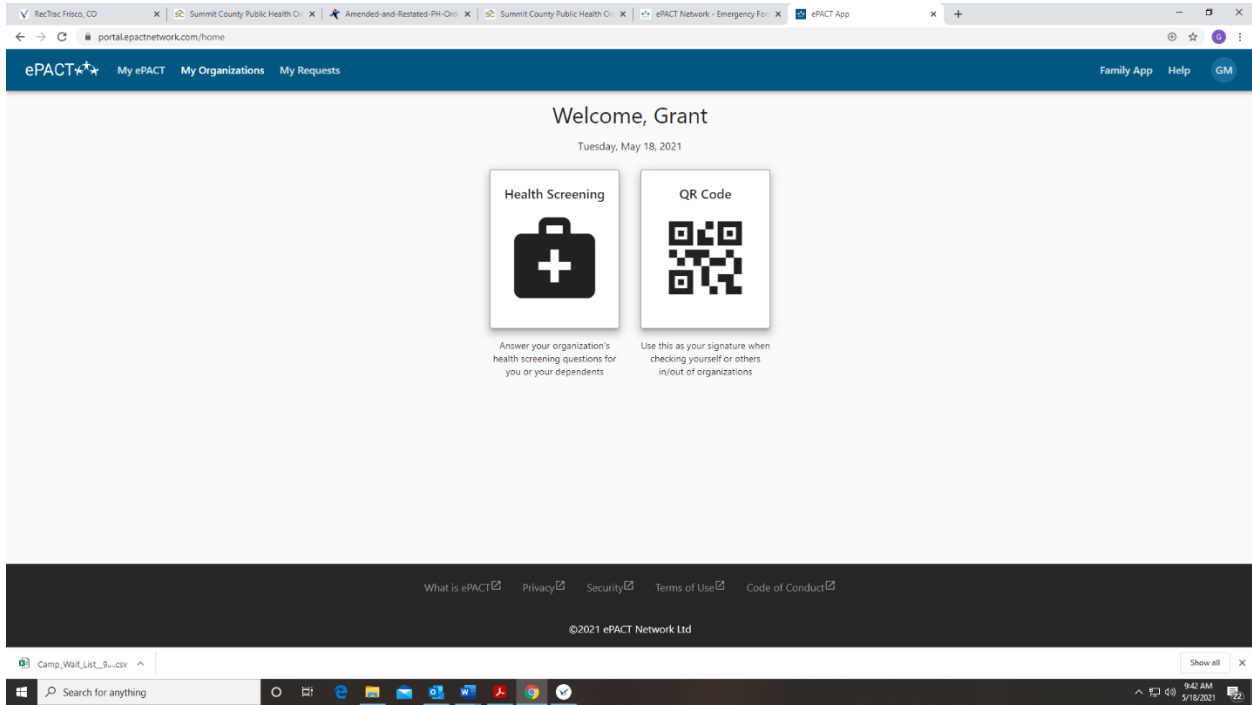 RecTrac Frisco, CO
Summit County Public Health Or
Amended-and-Restated-PH-Ord
Summit County Public Health Or
ePACT Network - Emergency For
ePACT App
portal.epactnetwork.com/home
G
ePACT My ePACT My Organizations My Requests Family App Help GM
Welcome, Grant
Tuesday, May 18, 2021
Health Screening
Answer your organization's
health screening questions for
you or your dependents
QR Code
Use this as your signature when
checking yourself or others
in/out of organizations
What is ePACT Privacy Security Terms of Use Code of Conduct
©2021 ePACT Network Ltd
Camp_Wait_List__9....csv Show all
Search for anything
9:42 AM
5/18/2021
22